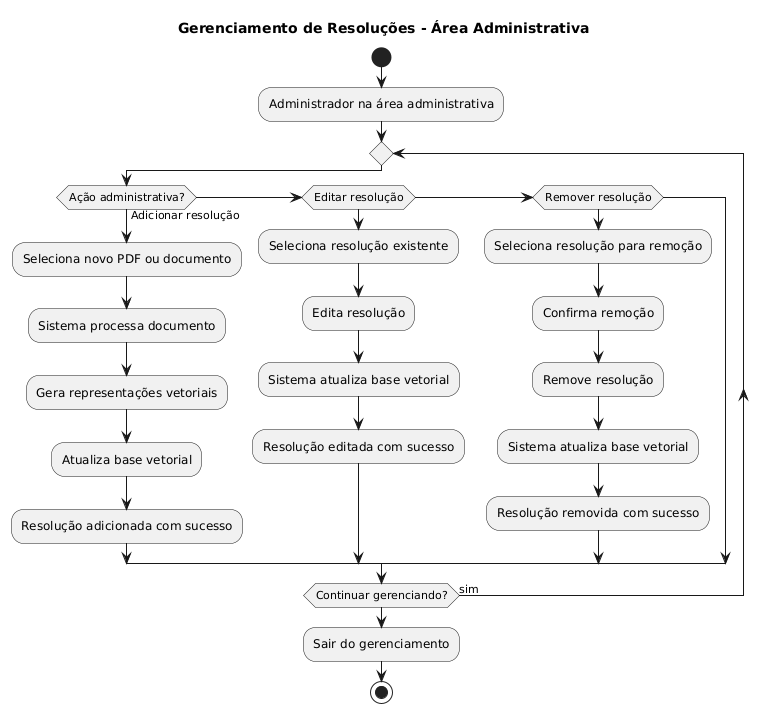 Gerenciamento de Resoluções - Área Administrativa
Administrador na área administrativa
Ação administrativa?
Adicionar resolução
Seleciona novo PDF ou documento
Sistema processa documento
Gera representações vetoriais
Atualiza base vetorial
Resolução adicionada com sucesso
Editar resolução
Seleciona resolução existente
Edita resolução
Sistema atualiza base vetorial
Resolução editada com sucesso
Remover resolução
Seleciona resolução para remoção
Confirma remoção
Remove resolução
Sistema atualiza base vetorial
Resolução removida com sucesso
Continuar gerenciando?
sim
Sair do gerenciamento